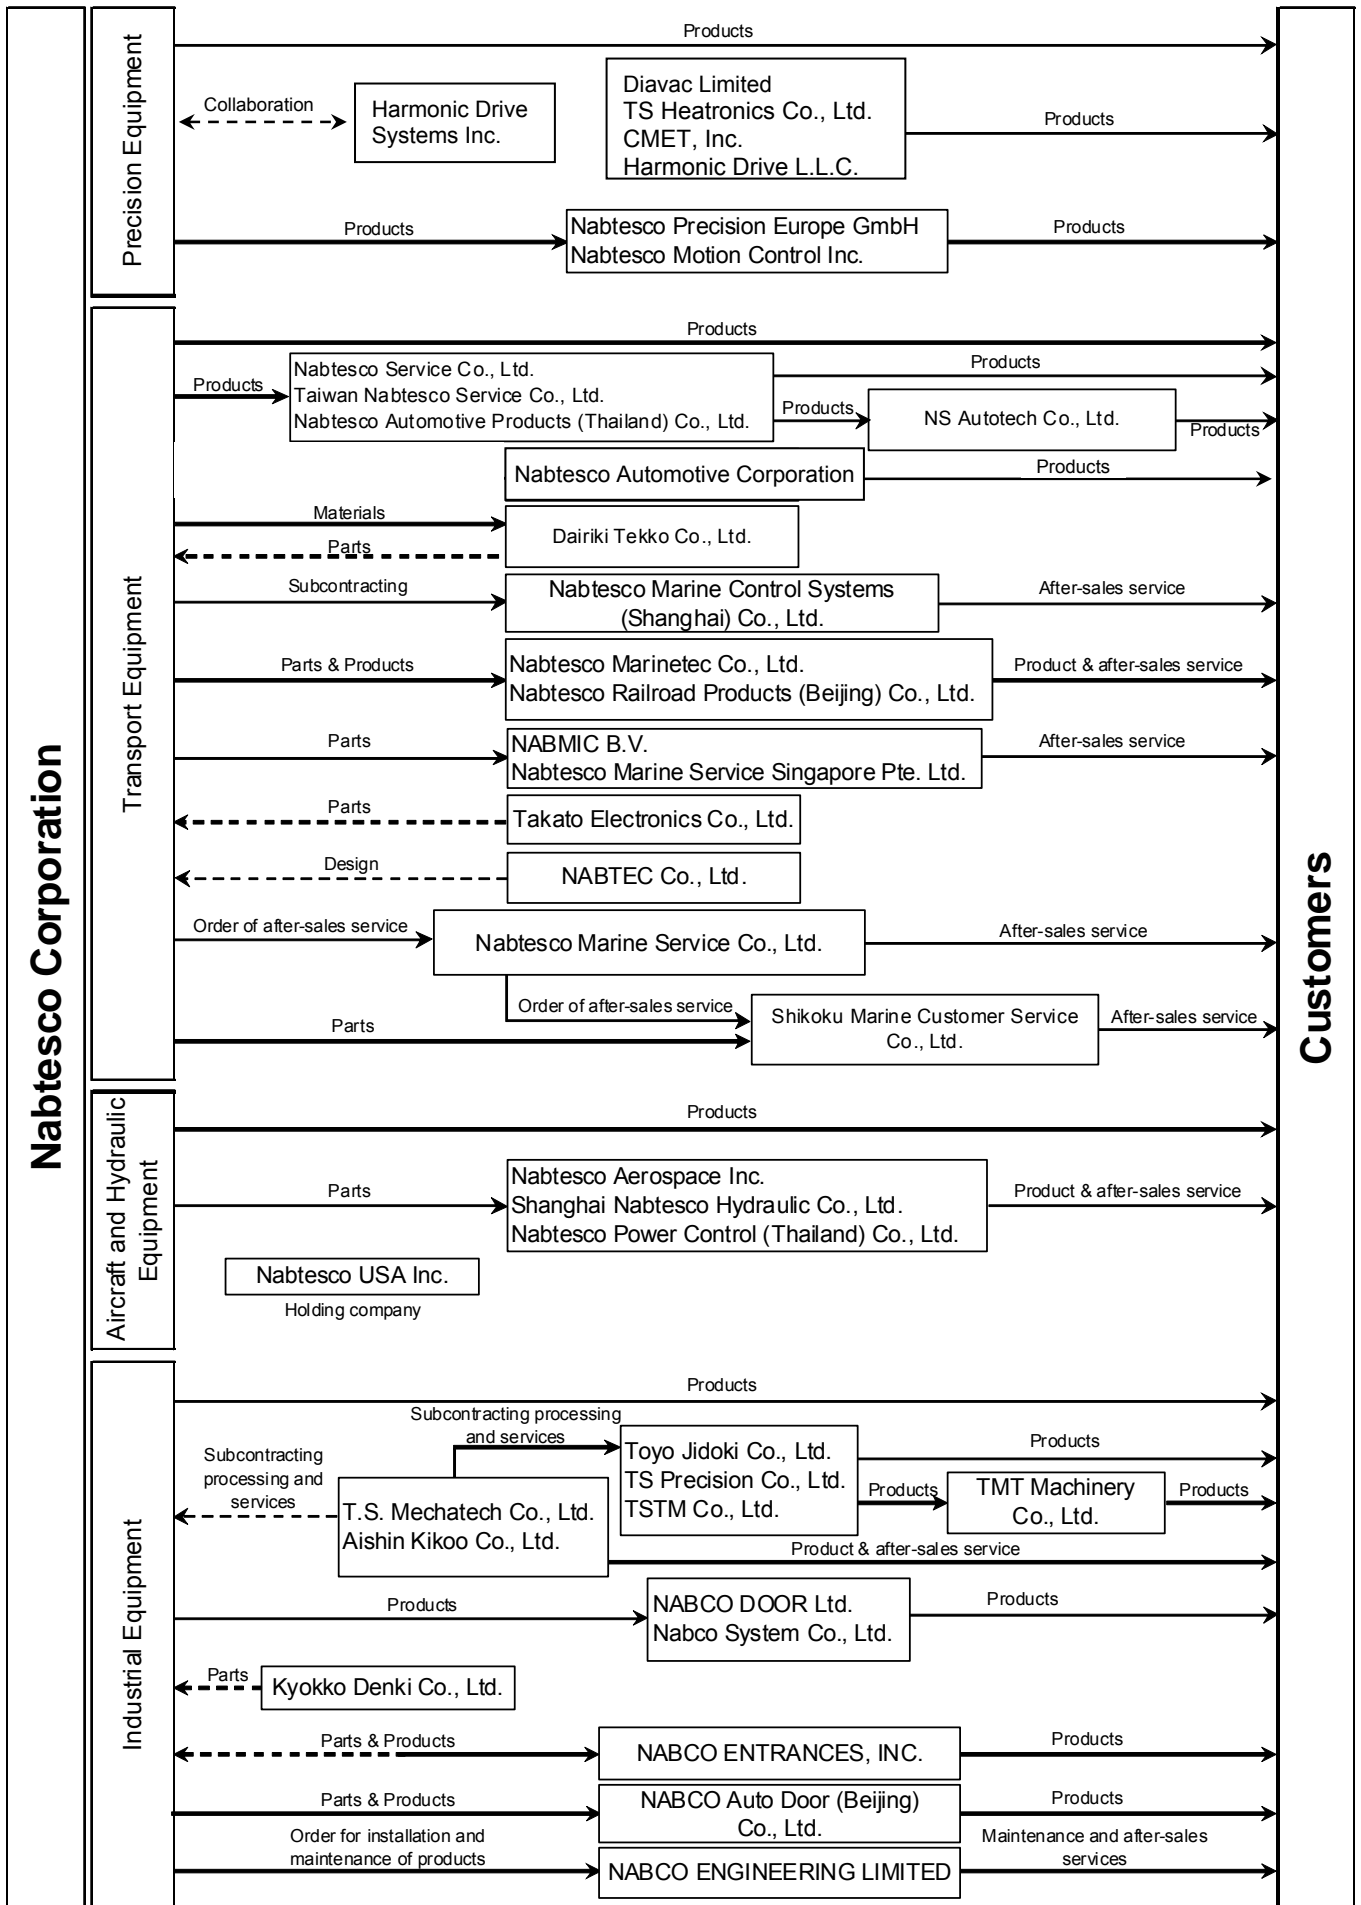 Nabtesco Corporation
Customers
Precision Equipment
Products
Collaboration
Harmonic Drive
Systems Inc.
Diavac Limited
TS Heatronics Co., Ltd.
CMET, Inc.
Harmonic Drive L.L.C.
Products
Products
Nabtesco Precision Europe GmbH
Nabtesco Motion Control Inc.
Products
Transport Equipment
Products
Products
Nabtesco Service Co., Ltd.
Taiwan Nabtesco Service Co., Ltd.
Nabtesco Automotive Products (Thailand) Co., Ltd.
Products
Products
NS Autotech Co., Ltd.
Products
Nabtesco Automotive Corporation
Products
Materials
Parts
Dairiki Tekko Co., Ltd.
Subcontracting
Nabtesco Marine Control Systems
(Shanghai) Co., Ltd.
After-sales service
Parts & Products
Nabtesco Marinetec Co., Ltd.
Nabtesco Railroad Products (Beijing) Co., Ltd.
Product & after-sales service
Parts
NABMIC B.V.
Nabtesco Marine Service Singapore Pte. Ltd.
After-sales service
Parts
Takato Electronics Co., Ltd.
Design
NABTEC Co., Ltd.
Order of after-sales service
Nabtesco Marine Service Co., Ltd.
After-sales service
Order of after-sales service
Parts
Shikoku Marine Customer Service
Co., Ltd.
After-sales service
Aircraft and Hydraulic
Equipment
Products
Parts
Nabtesco Aerospace Inc.
Shanghai Nabtesco Hydraulic Co., Ltd.
Nabtesco Power Control (Thailand) Co., Ltd.
Product & after-sales service
Nabtesco USA Inc.
Holding company
Industrial Equipment
Products
Subcontracting processing
and services
Subcontracting
processing and
services
T.S. Mechatech Co., Ltd.
Aishin Kikoo Co., Ltd.
Toyo Jidoki Co., Ltd.
TS Precision Co., Ltd.
TSTM Co., Ltd.
Products
Products
TMT Machinery
Co., Ltd.
Products
Product & after-sales service
Products
NABCO DOOR Ltd.
Nabco System Co., Ltd.
Products
Parts
Kyokko Denki Co., Ltd.
Parts & Products
NABCO ENTRANCES, INC.
Products
Parts & Products
NABCO Auto Door (Beijing)
Co., Ltd.
Products
Order for installation and
maintenance of products
NABCO ENGINEERING LIMITED
Maintenance and after-sales
services